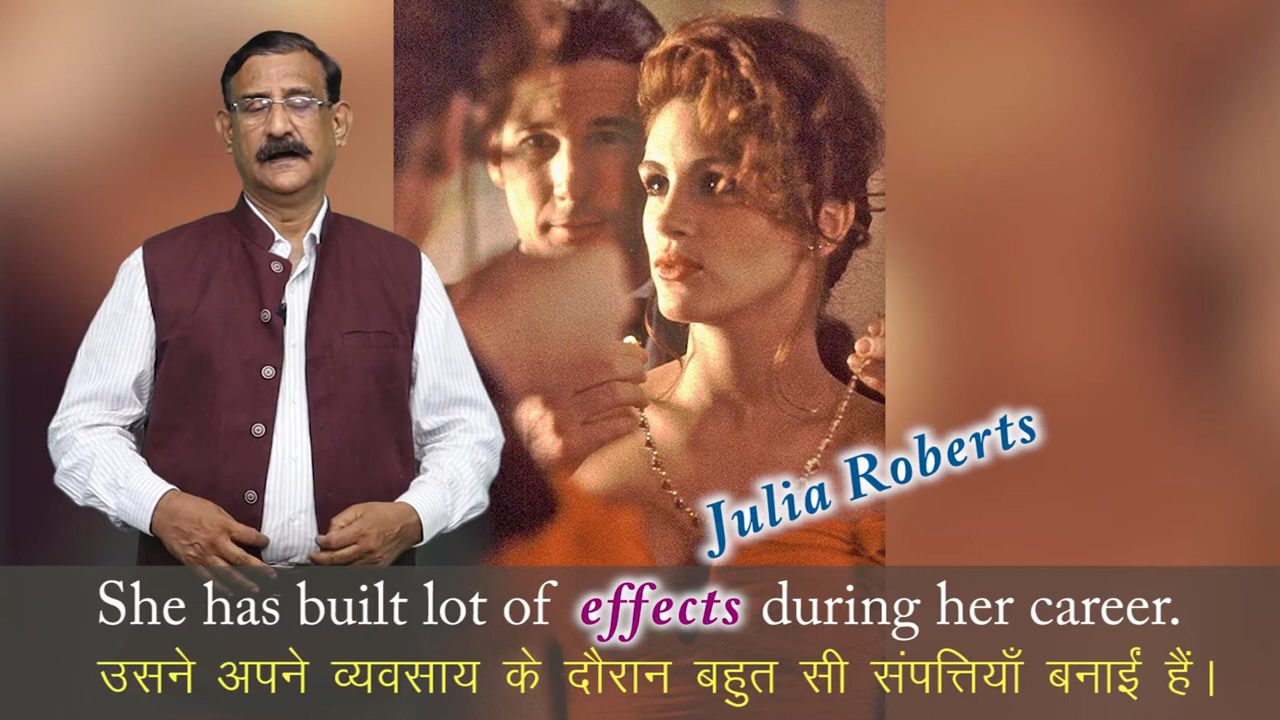 Julia Roberts
She has built lot of effects during her career.
उसने अपने व्यवसाय के दौरान बहुत सी संपत्तियाँ बनाईं हैं।